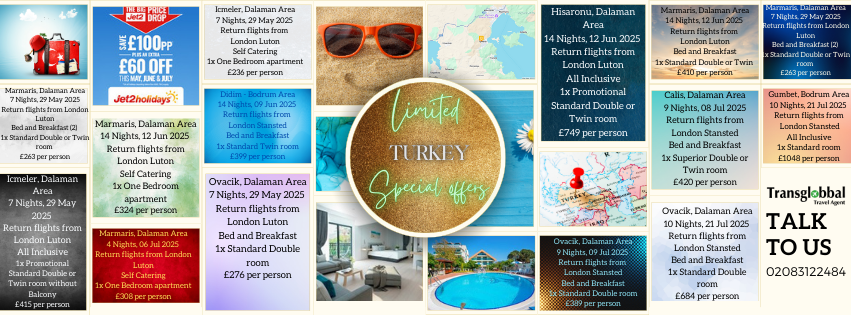 THE BIG
PRICE
Jet2
DROP
SAVE
£100PP
PLUS AN EXTRA
£60 OFF
THIS MAY, JUNE & JULY
Jet2holidays
Marmaris, Dalaman Area
7 Nights, 29 May 2025
Return flights from London
Luton
Bed and Breakfast (2)
1x Standard Double or Twin
room
£263 per person
Icmeler, Dalaman
Area
7 Nights, 29 May
2025
Return flights from
London Luton
All Inclusive
1x Promotional
Standard Double or
Twin room without
Balcony
£415 per person
Marmaris, Dalaman Area
14 Nights, 12 Jun 2025
Return flights from
London Luton
Self Catering
1x One Bedroom
apartment
£324 per person
Marmaris, Dalaman Area
4 Nights, 06 Jul 2025
Return flights from London
Luton
Self Catering
1x One Bedroom apartment
£308 per person
Icmeler, Dalaman Area
7 Nights, 29 May 2025
Return flights from
London Luton
Self Catering
1x One Bedroom apartment
£236 per person
Didim - Bodrum Area
14 Nights, 09 Jun 2025
Return flights from
London Stansted
Bed and Breakfast
1x Standard Double
£399 per person
Ovacik, Dalaman Area
7 Nights, 29 May 2025
Return flights from
London Luton
Bed and Breakfast
1x Standard Double
room
£276 per person
Limited
TURKEY
Special offers
Hisaronu, Dalaman
Area
14 Nights, 12 Jun 2025
Return flights from
London Luton
All Inclusive
1x Promotional
Standard Double or
Twin room
£749 per person
TURKEY
Ovacik, Dalaman Area
9 Nights, 09 Jul 2025
Return flights from
London Stansted
Bed and Breakfast
1x Standard Double room
£389 per person
Marmaris, Dalaman Area
14 Nights, 12 Jun 2025
Return flights from
London Luton
Bed and Breakfast
1x Standard Double or Twin
£410 per person
Calis, Dalaman Area
9 Nights, 08 Jul 2025
Return flights from
London Stansted
Bed and Breakfast
1x Superior Double or
Twin room
£420 per person
Ovacik, Dalaman Area
10 Nights, 21 Jul 2025
Return flights from
London Stansted
Bed and Breakfast
1x Standard Double
room
£684 per person
Marmaris, Dalaman Area
7 Nights, 29 May 2025
Return flights from London
Luton
Bed and Breakfast (2)
1x Standard Double or Twin
room
£263 per person
Gumbet, Bodrum Area
10 Nights, 21 Jul 2025
Return flights from
London Stansted
All Inclusive
1x Standard room
£1048 per person
Transglobal
Travel Agent
TALK
TO US
02083122484